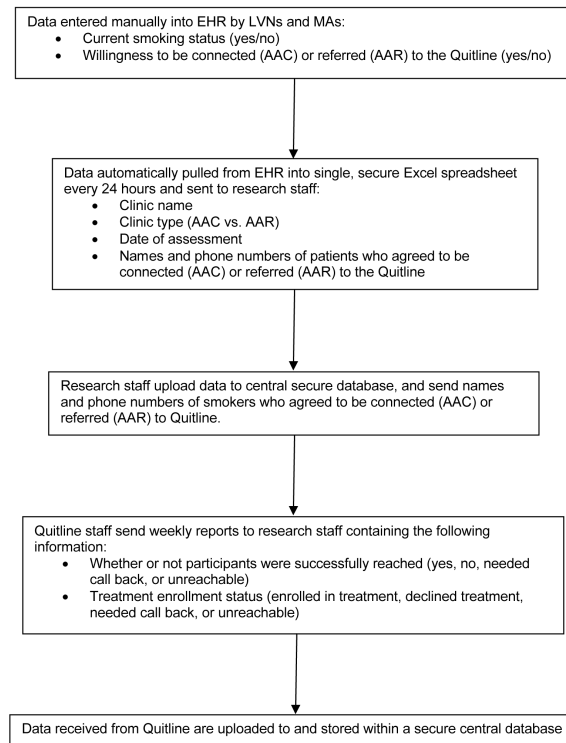 Data entered manually into EHR by LVNs and MAs:
• Current smoking status (yes/no)
• Willingness to be connected (AAC) or referred (AAR) to the Quitline (yes/no)
Data automatically pulled from EHR into single, secure Excel spreadsheet
every 24 hours and sent to research staff:
• Clinic name
• Clinic type (AAC vs. AAR)
• Date of assessment
• Names and phone numbers of patients who agreed to be
connected (AAC) or referred (AAR) to the Quitline
Research staff upload data to central secure database, and send names
and phone numbers of smokers who agreed to be connected (AAC) or
referred (AAR) to Quitline.
Quitline staff send weekly reports to research staff containing the following
information:
• Whether or not participants were successfully reached (yes, no, needed
call back, or unreachable)
• Treatment enrollment status (enrolled in treatment, declined treatment,
needed call back, or unreachable)
Data received from Quitline are uploaded to and stored within a secure central database